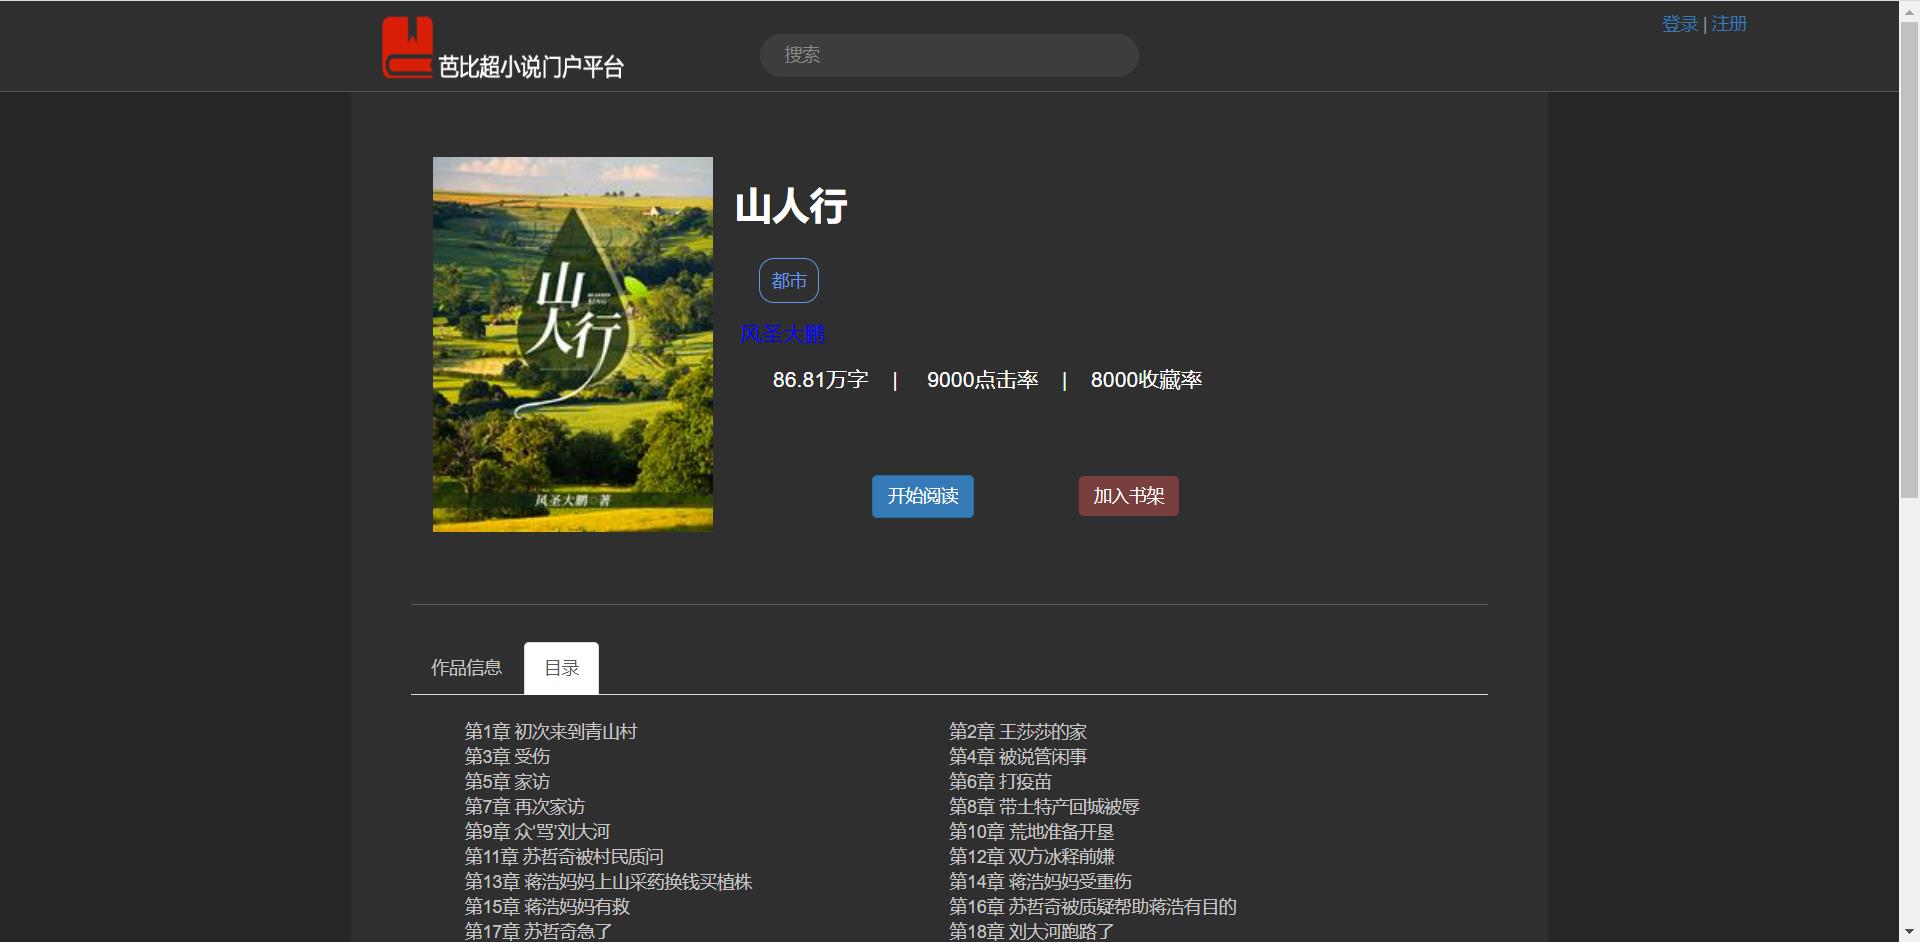 芭比超小说门户平台
搜索
登录 | 注册
山人行
山
人行
风圣大鹏 著
都市
风圣大鹏
86.81万字 | 9000点击率 | 8000收藏率
开始阅读 加入书架
作品信息 目录
第1章 初次来到青山村 第2章 王莎莎的家
第3章 受伤 第4章 被说管闲事
第5章 家访 第6章 打疫苗
第7章 再次家访 第8章 带土特产回城被辱
第9章 众‘骂’刘大河 第10章 荒地准备开垦
第11章 苏哲奇被村民质问 第12章 双方冰释前嫌
第13章 蒋浩妈妈上山采药换钱买植株 第14章 蒋浩妈妈受重伤
第15章 蒋浩妈妈有救 第16章 苏哲奇被质疑帮助蒋浩有目的
第17章 苏哲奇急了 第18章 刘大河跑路了